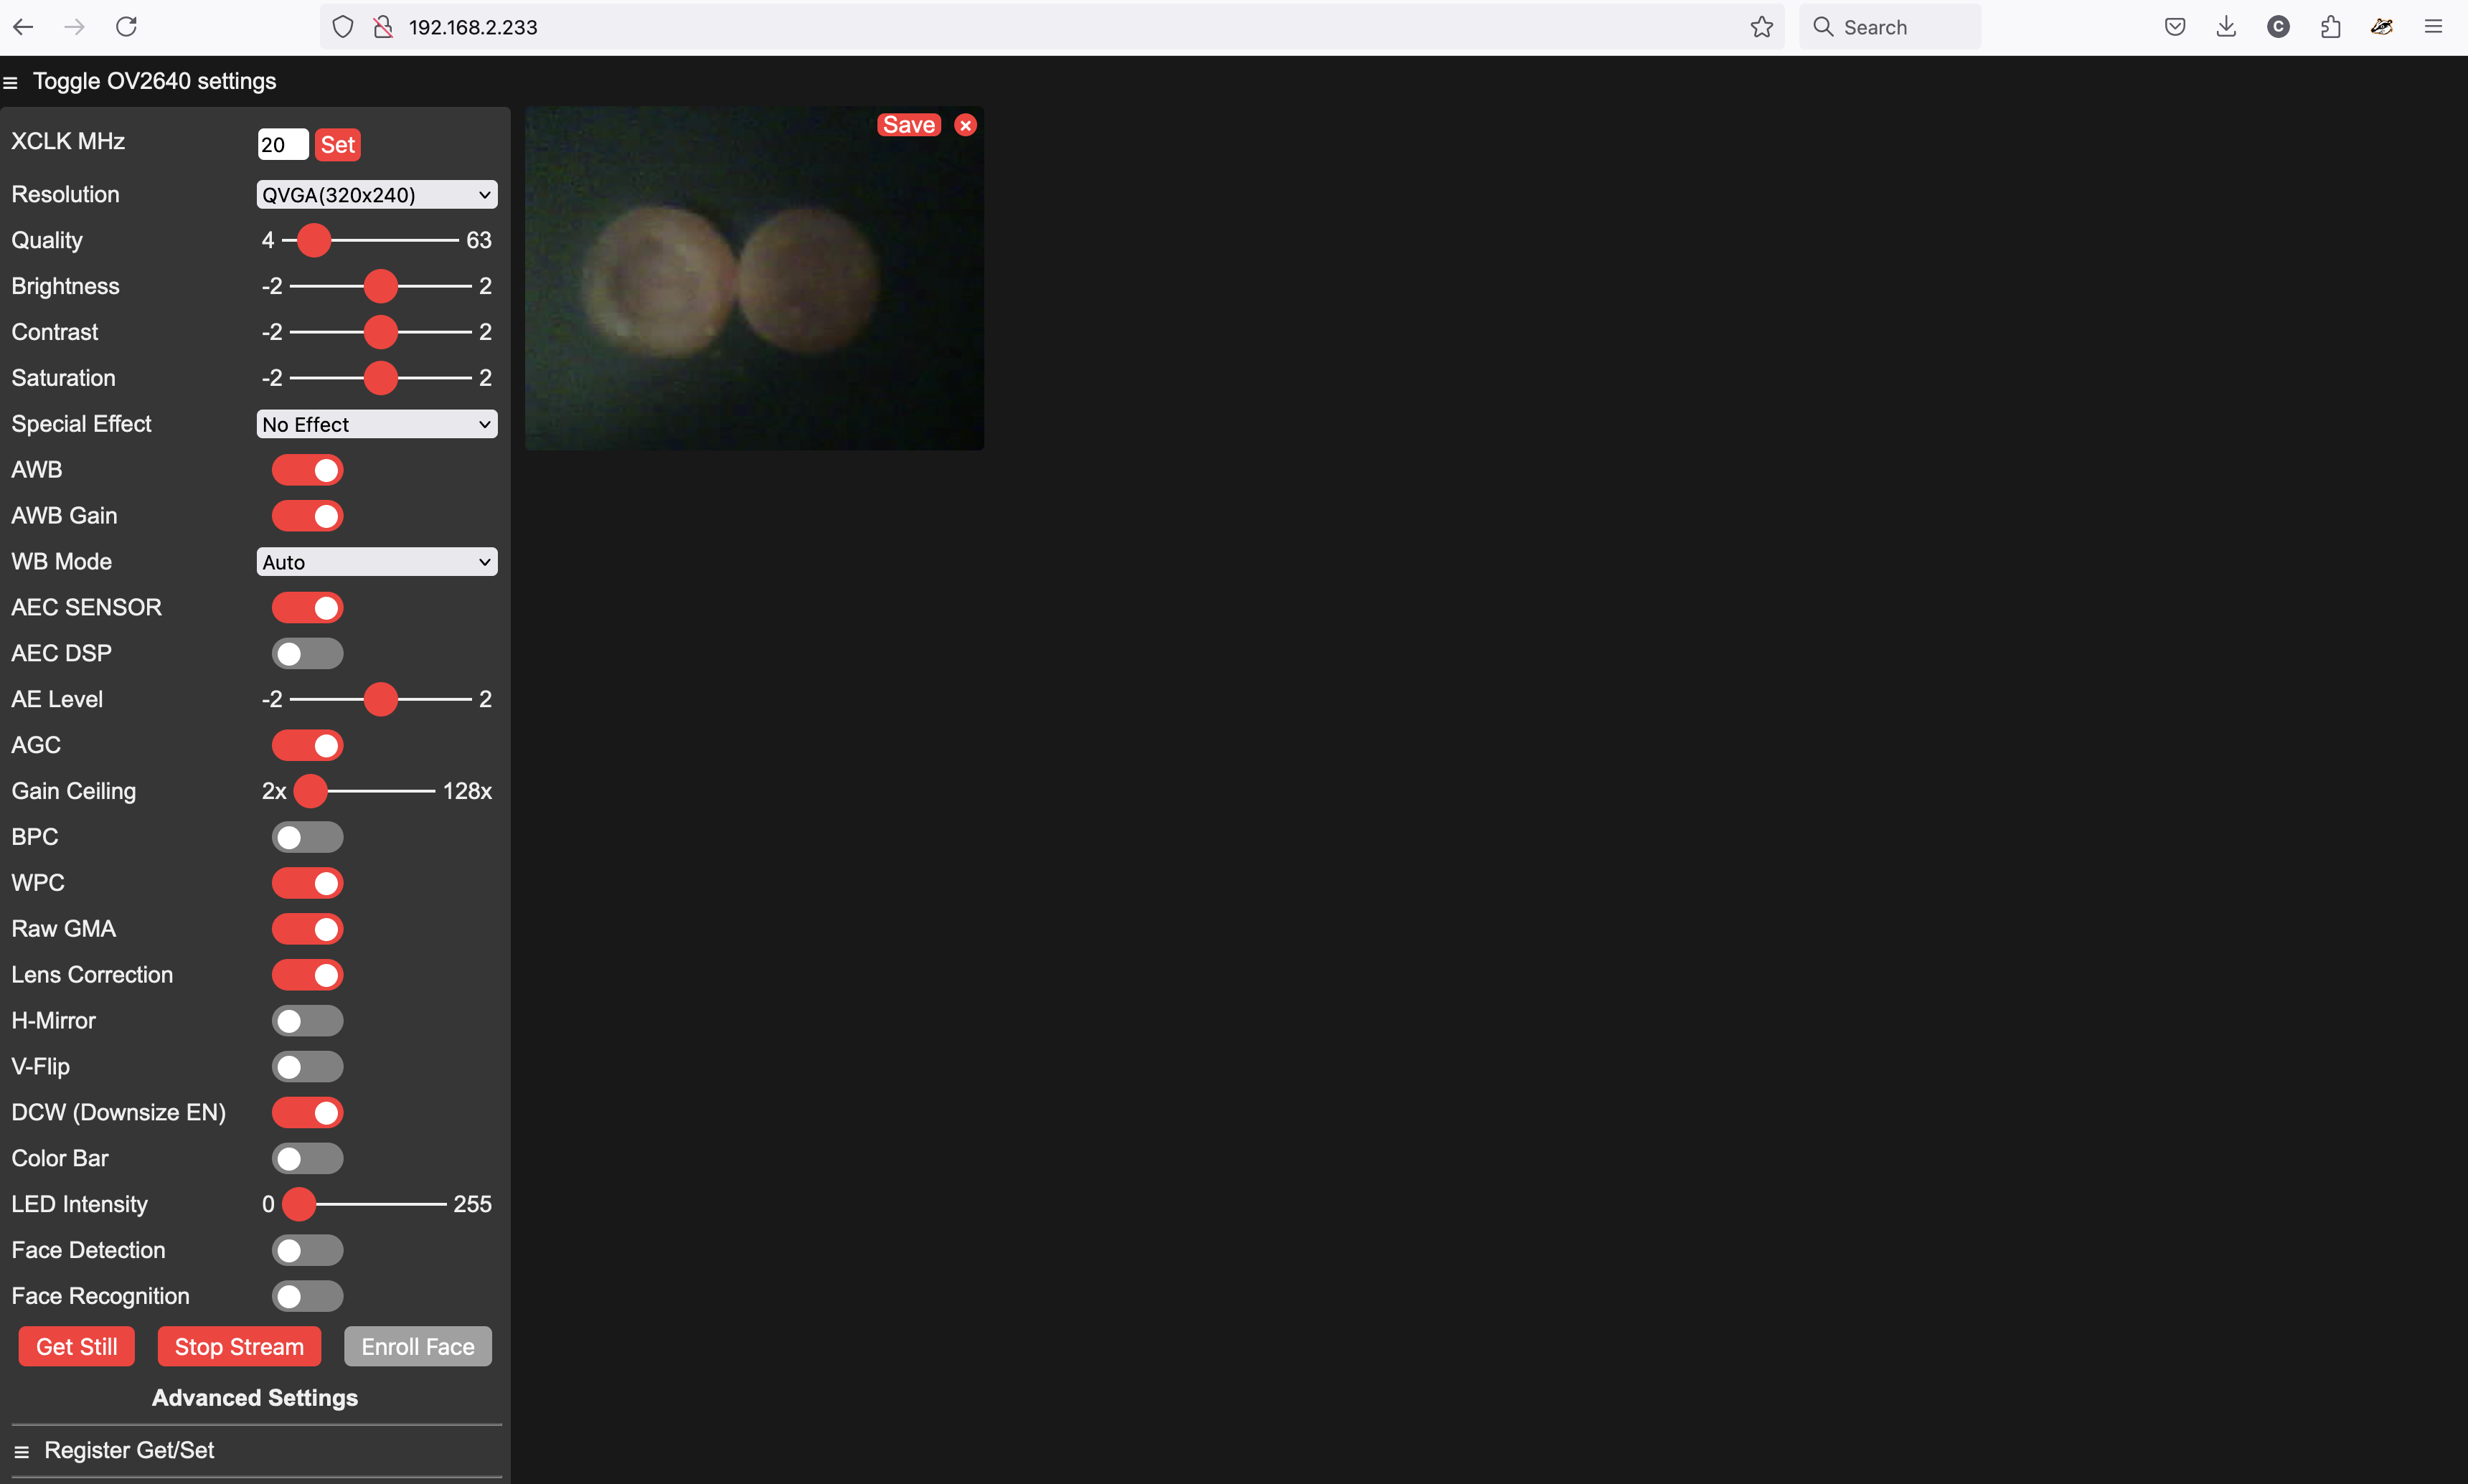 192.168.2.233
Search
C
Toggle OV2640 settings
XCLK MHz 20 Set
Resolution QVGA(320x240)
Quality 4 63
Brightness -2 2
Contrast -2 2
Saturation -2 2
Special Effect No Effect
AWB
AWB Gain
WB Mode Auto
AEC SENSOR
AEC DSP
AE Level -2 2
AGC
Gain Ceiling 2x 128x
BPC
WPC
Raw GMA
Lens Correction
H-Mirror
V-Flip
DCW (Downsize EN)
Color Bar
LED Intensity 0 255
Face Detection
Face Recognition
Get Still Stop Stream Enroll Face
Advanced Settings
Register Get/Set
Save